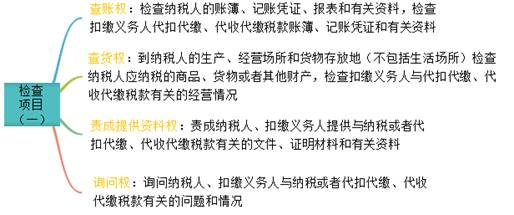 检查
项目
（一）
查账权：检查纳税人的账簿、记账凭证、报表和有关资料，检查
扣缴义务人代扣代缴、代收代缴税款账簿、记账凭证和有关资料
查货权：到纳税人的生产、经营场所和货物存放地（不包括生活场所）检查
纳税人应纳税的商品、货物或者其他财产，检查扣缴义务人与代扣代缴、代
收代缴税款有关的经营情况
责成提供资料权：责成纳税人、扣缴义务人提供与纳税或者代
扣代缴、代收代缴税款有关的文件、证明材料和有关资料
询问权：询问纳税人、扣缴义务人与纳税或者代扣代缴、代收
代缴税款有关的问题和情况